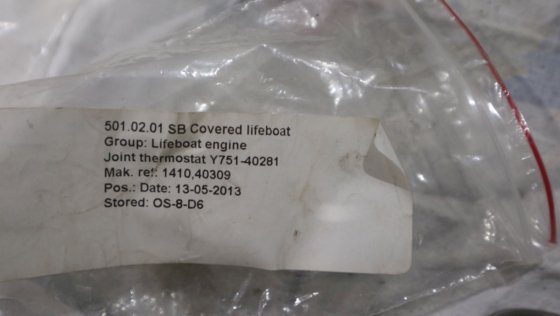 501.02.01 SB Covered lifeboat
Group: Lifeboat engine
Joint thermostat Y751-40281
Mak. ref: 1410,40309
Pos.: Date: 13-05-2013
Stored: OS-8-D6